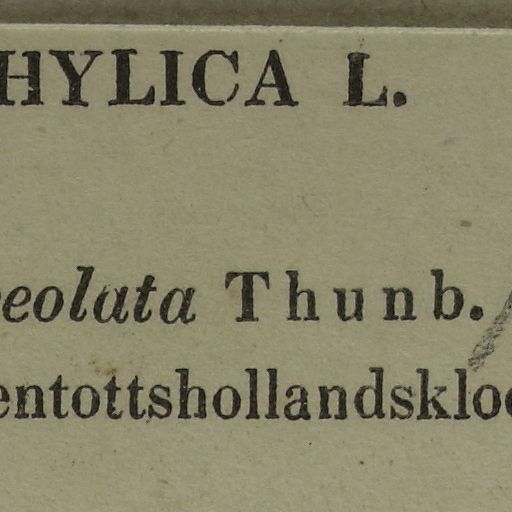 HYLICA L.
eolata Thunb.
entottshollandskloo